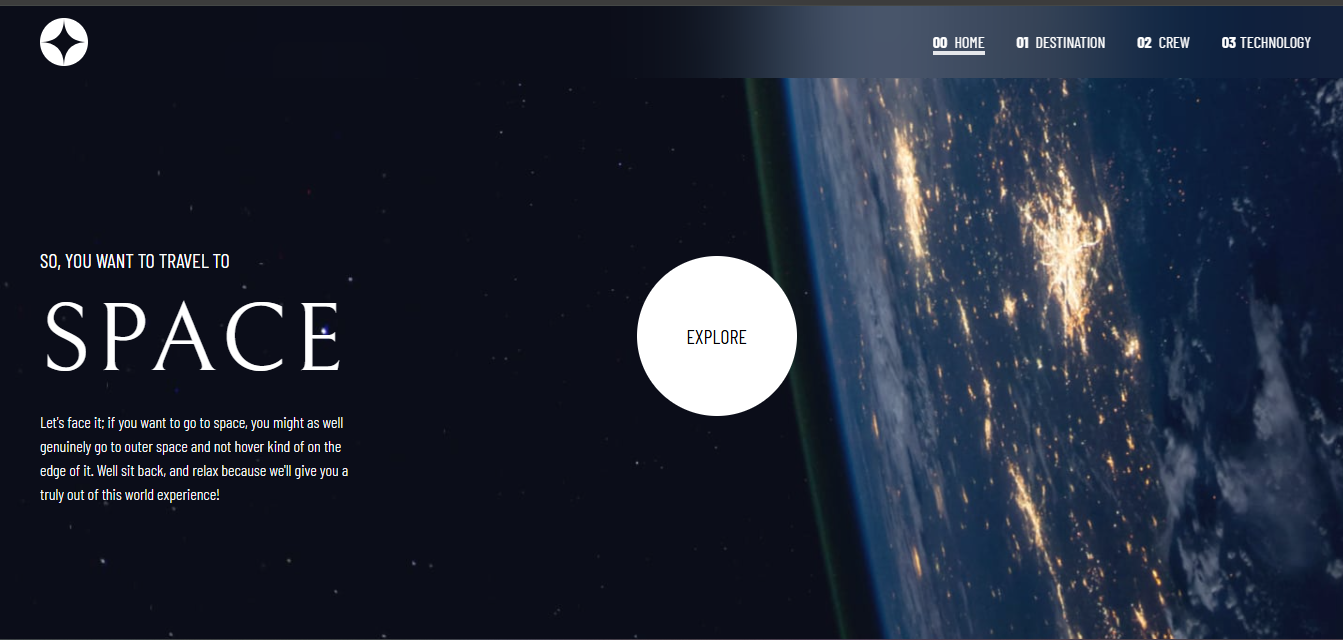 00 HOME 01 DESTINATION 02 CREW 03 TECHNOLOGY
SO, YOU WANT TO TRAVEL TO
SPACE
EXPLORE
Let's face it; if you want to go to space, you might as well
genuinely go to outer space and not hover kind of on the
edge of it. Well sit back, and relax because we'll give you a
truly out of this world experience!